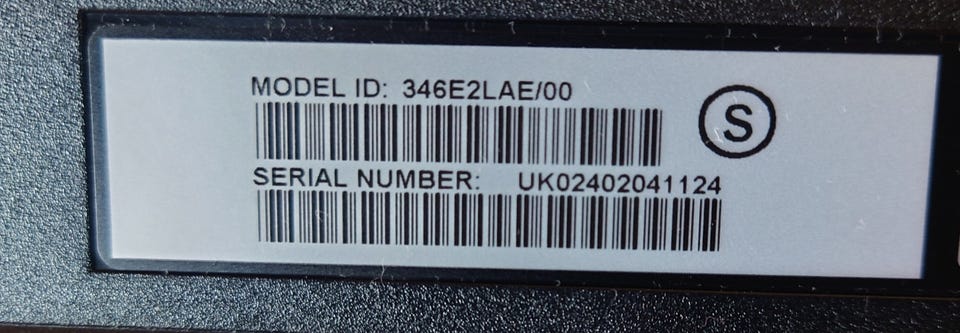 MODEL ID: 346E2LAE/00
S
SERIAL NUMBER: UK02402041124